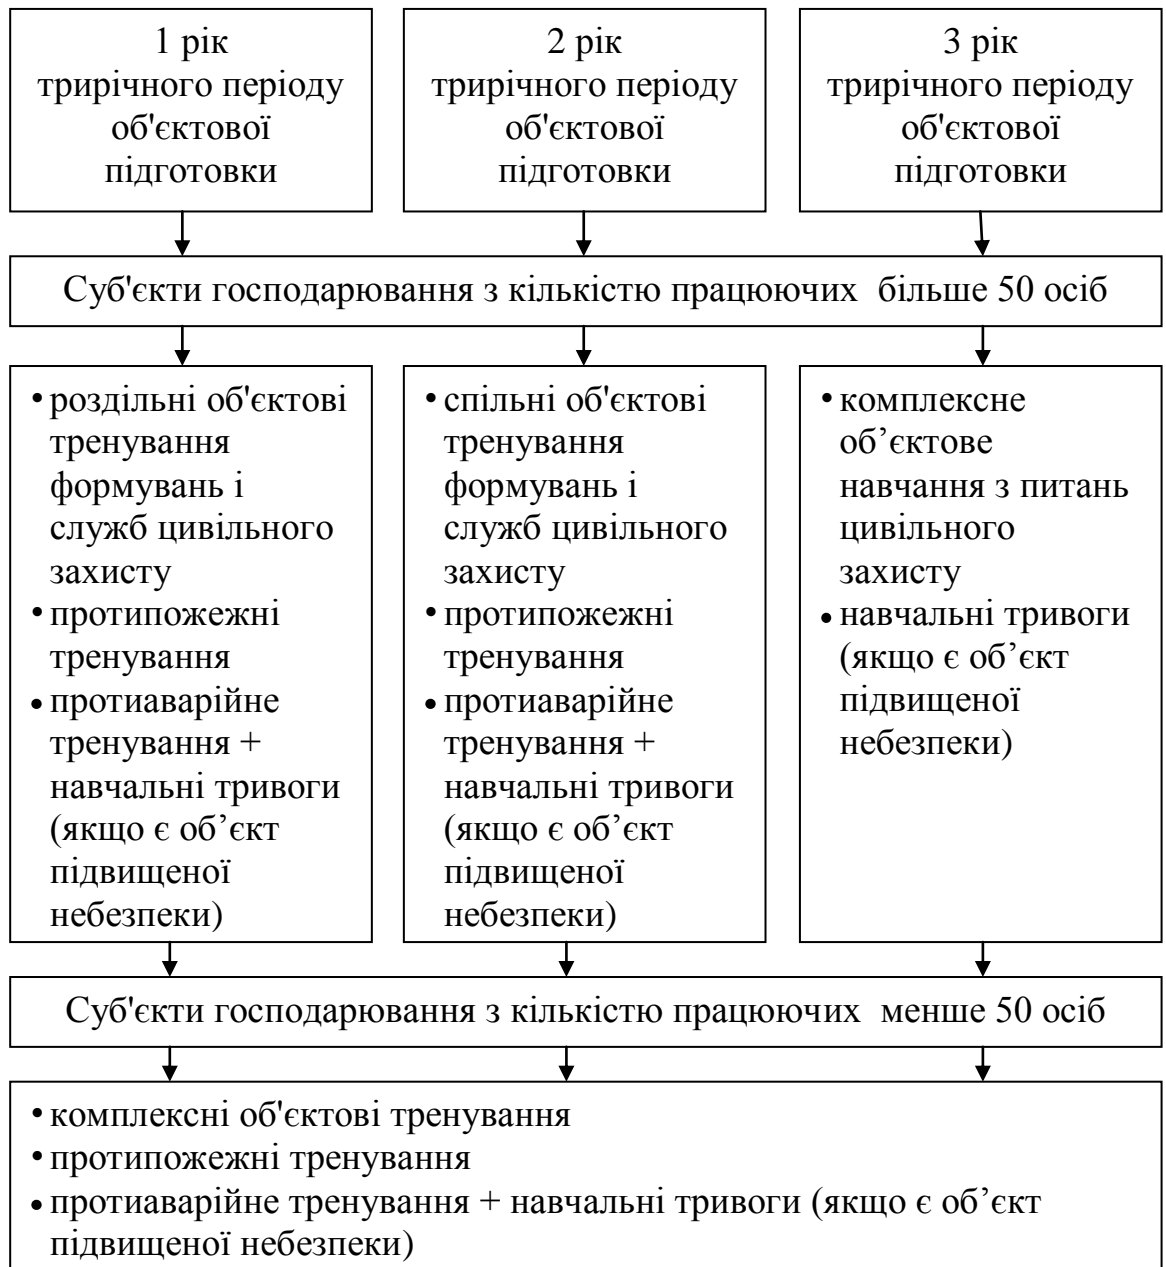 1 рік
трирічного періоду
об'єктової
підготовки
2 рік
трирічного періоду
об'єктової
підготовки
3 рік
трирічного періоду
об'єктової
підготовки
Суб'єкти господарювання з кількістю працюючих більше 50 осіб
• роздільні об'єктові
тренування
формувань і
служб цивільного
захисту
• протипожежні
тренування
• протиаварійне
тренування +
навчальні тривоги
(якщо є об’єкт
підвищеної
небезпеки)
• спільні об'єктові
тренування
формувань і
служб цивільного
захисту
• протипожежні
тренування
• протиаварійне
тренування +
навчальні тривоги
(якщо є об’єкт
підвищеної
небезпеки)
• комплексне
об’єктове
навчання з питань
цивільного
захисту
• навчальні тривоги
(якщо є об’єкт
підвищеної
небезпеки)
Суб'єкти господарювання з кількістю працюючих менше 50 осіб
• комплексні об'єктові тренування
• протипожежні тренування
• протиаварійне тренування + навчальні тривоги (якщо є об’єкт
підвищеної небезпеки)